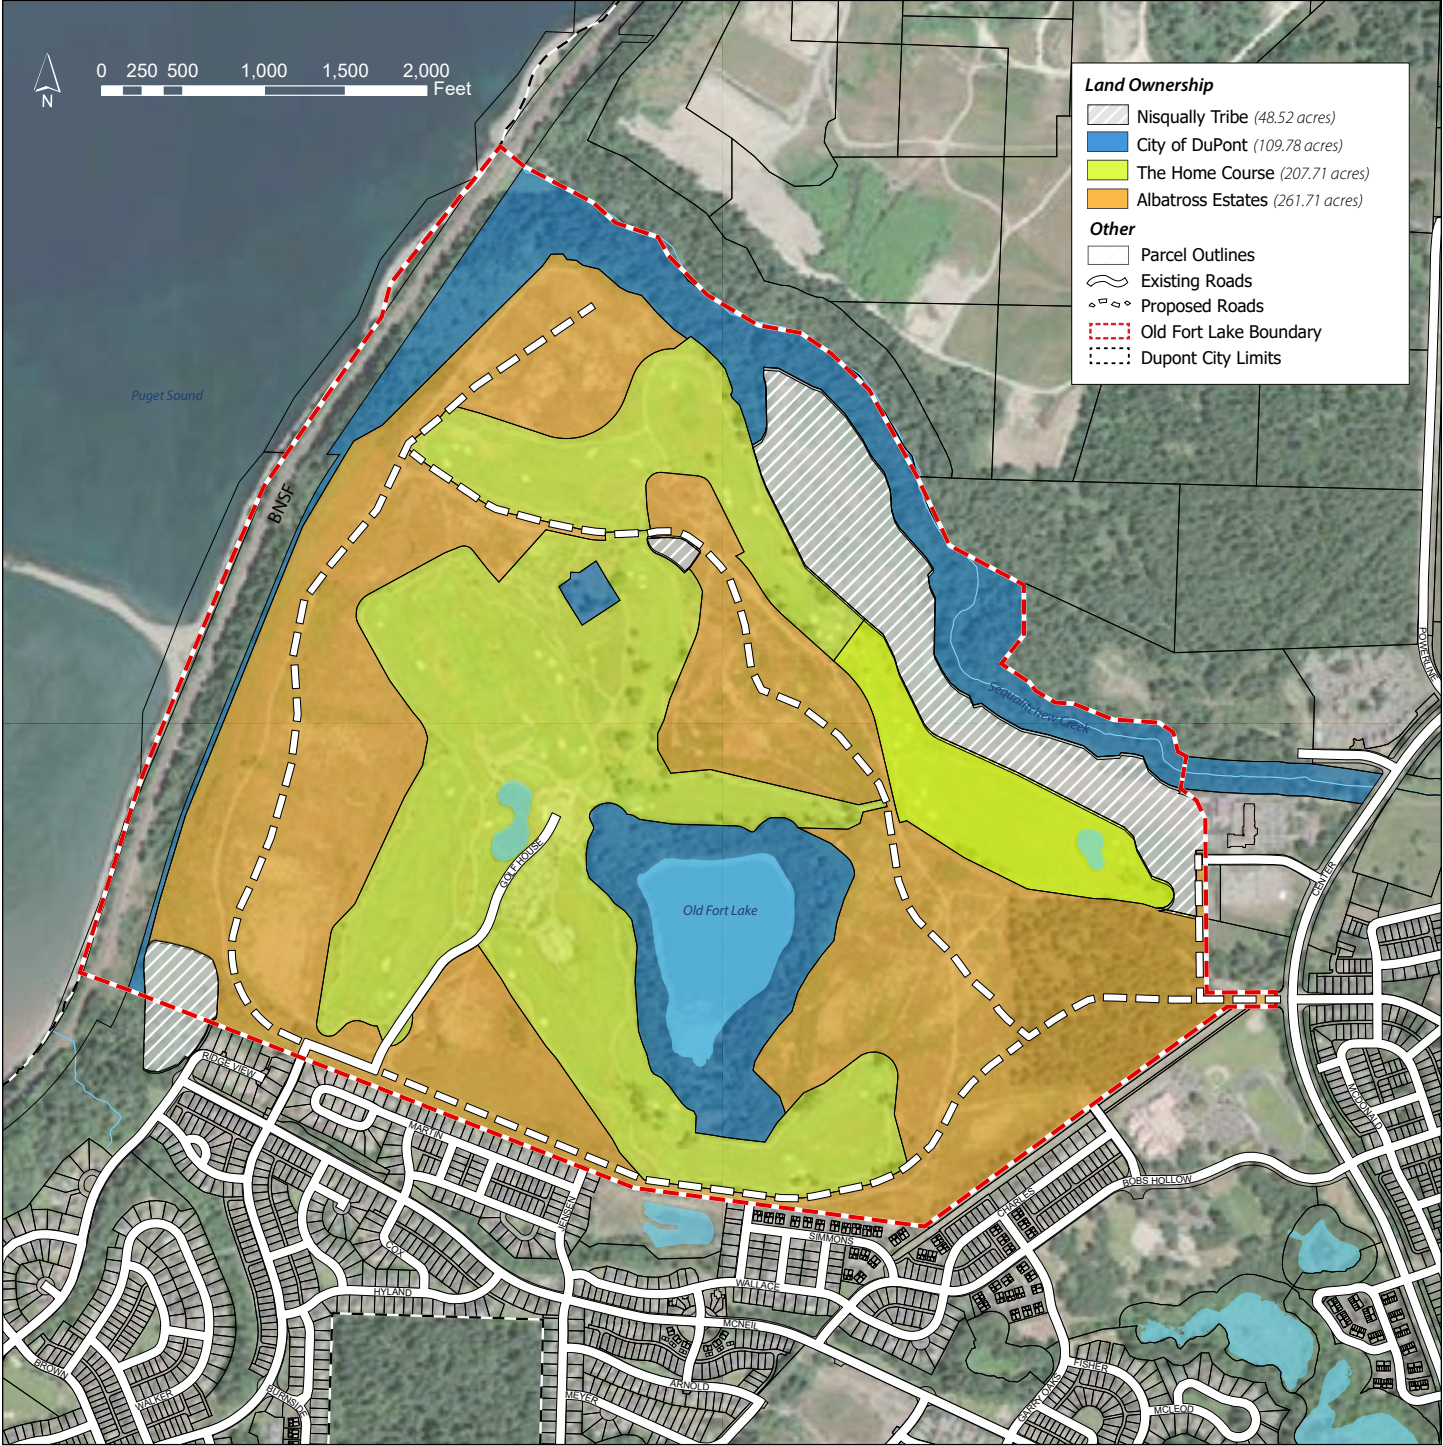 0 250 500 1,000 1,500 2,000
Feet
N
Land Ownership
Nisqually Tribe (48.52 acres)
City of DuPont (109.78 acres)
The Home Course (207.71 acres)
Albatross Estates (261.71 acres)
Other
Parcel Outlines
Existing Roads
Proposed Roads
Old Fort Lake Boundary
Dupont City Limits
Puget Sound
BNSF
POWERLINE
Sequalitchew Creek
GOLF HOUSE
CENTER
Old Fort Lake
RIDGE VIEW
MARTIN
MCDONALD
BOBS HOLLOW
CHARLES
JENSEN
SIMMONS
COX
WALLACE
HYLAND
MCNEIL
BROWN
FISHER
WALKER
BURNSIDE
ARNOLD
MEYER
GARRY OAKS
MCLEOD